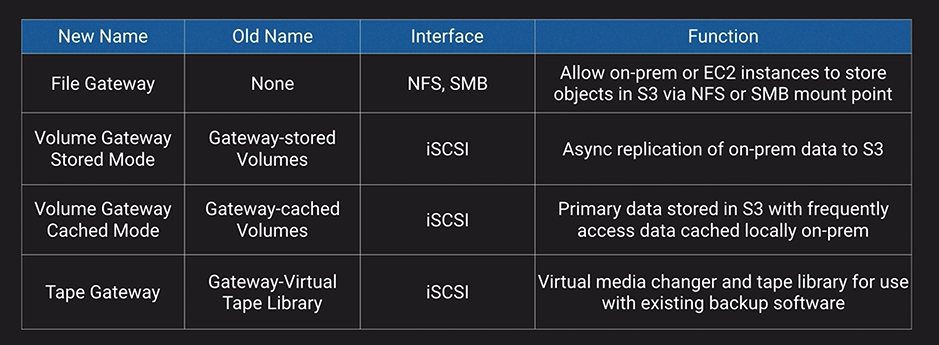 New Name Old Name Interface Function
File Gateway None NFS, SMB Allow on-prem or EC2 instances to store
objects in S3 via NFS or SMB mount point
Volume Gateway
Stored Mode
Gateway-stored
Volumes
iSCSI
Async replication of on-prem data to S3
Volume Gateway
Cached Mode
Gateway-cached
Volumes
iSCSI
Primary data stored in S3 with frequently
access data cached locally on-prem
Tape Gateway
Gateway-Virtual
Tape Library
iSCSI
Virtual media changer and tape library for use
with existing backup software